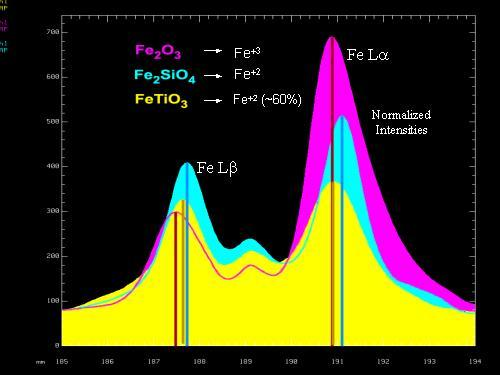 Fe₂O₃ → Fe⁺³
Fe₂SiO₄ → Fe⁺²
FeTiO₃ → Fe⁺² (~60%)
Fe Lα
Normalized
Intensities
Fe Lβ
700
600
500
400
300
200
100
0
mm 185 186 187 188 189 190 191 192 193 194